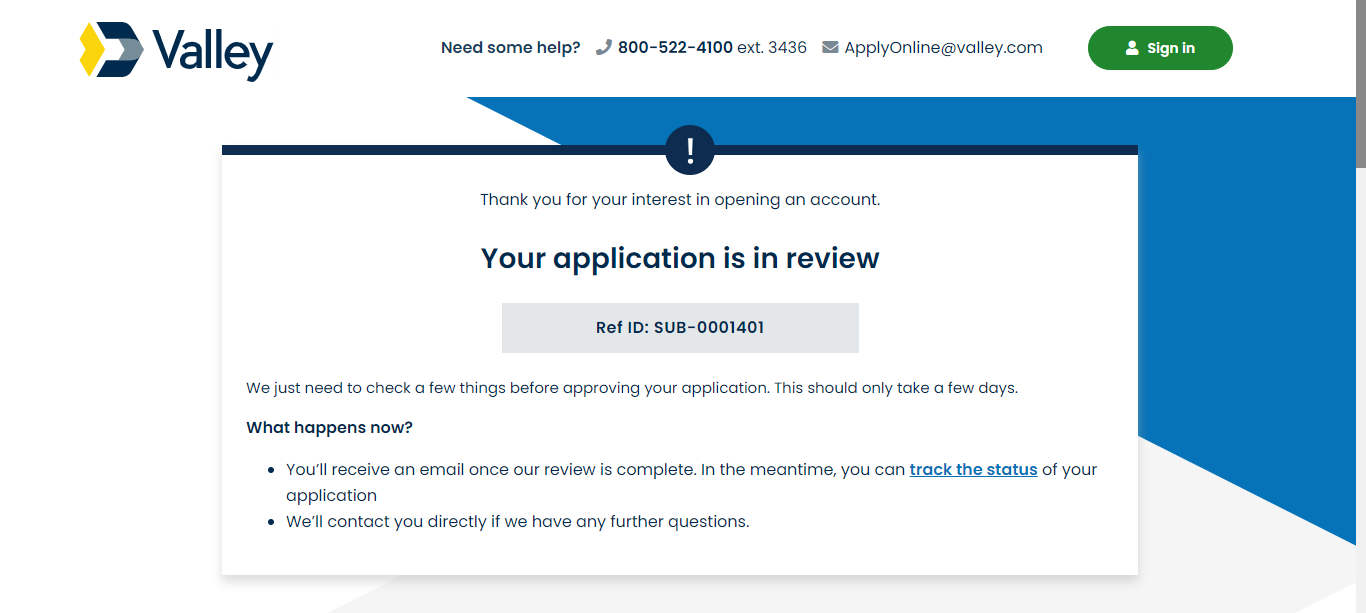 Valley
Need some help? 800-522-4100 ext. 3436 ApplyOnline@valley.com Sign in
!
Thank you for your interest in opening an account.
Your application is in review
Ref ID: SUB-0001401
We just need to check a few things before approving your application. This should only take a few days.
What happens now?
• You’ll receive an email once our review is complete. In the meantime, you can track the status of your
application
• We’ll contact you directly if we have any further questions.